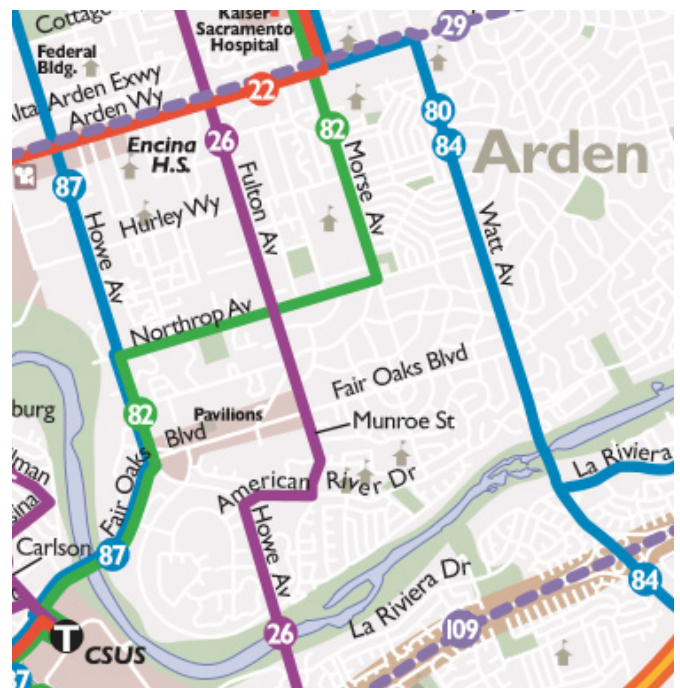 Cottage
Kaiser
Sacramento
Hospital
29
Federal
Bldg.
Alta Arden Exwy
Arden Wy
22
80
84
Arden
Encina
H.S.
26
82
87
Fulton Av
Morse Av
Hurley Wy
Howe Av
Watt Av
Northrop Av
Fair Oaks Blvd
burg
82
Pavilions
Munroe St
Blvd
Fair Oaks
American River Dr
La Riviera
Howe Av
Carlson
87
84
La Riviera Dr
109
26
T
CSUS